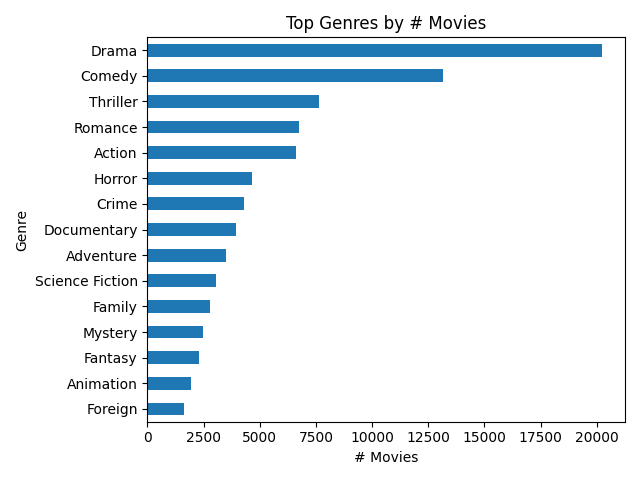 Top Genres by # Movies
Drama
Comedy
Thriller
Romance
Action
Horror
Crime
Documentary
Adventure
Science Fiction
Family
Mystery
Fantasy
Animation
Foreign
Genre
0 2500 5000 7500 10000 12500 15000 17500 20000
# Movies